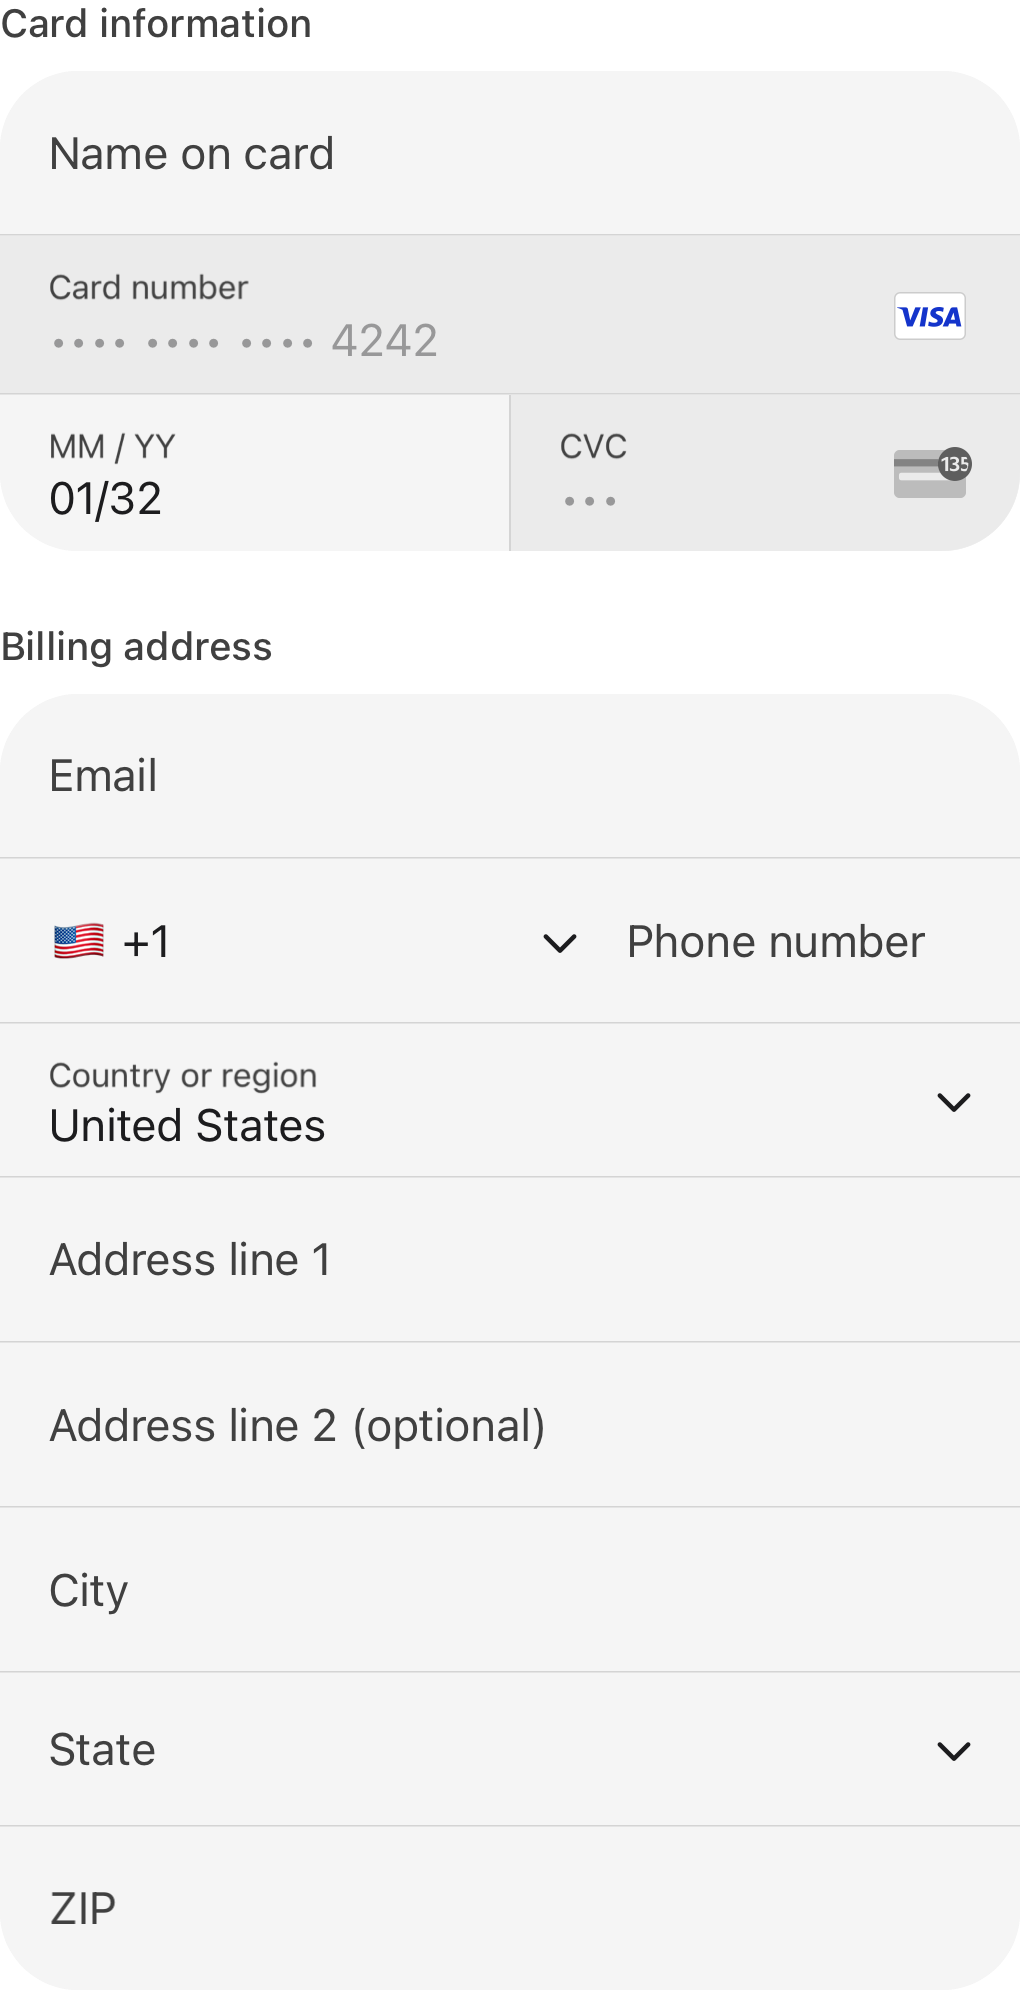 Card information
Name on card
Card number
•••• •••• •••• 4242
VISA
MM / YY
01/32
CVC
•••
135
Billing address
Email
🇺🇸 +1
Phone number
Country or region
United States
Address line 1
Address line 2 (optional)
City
State
ZIP